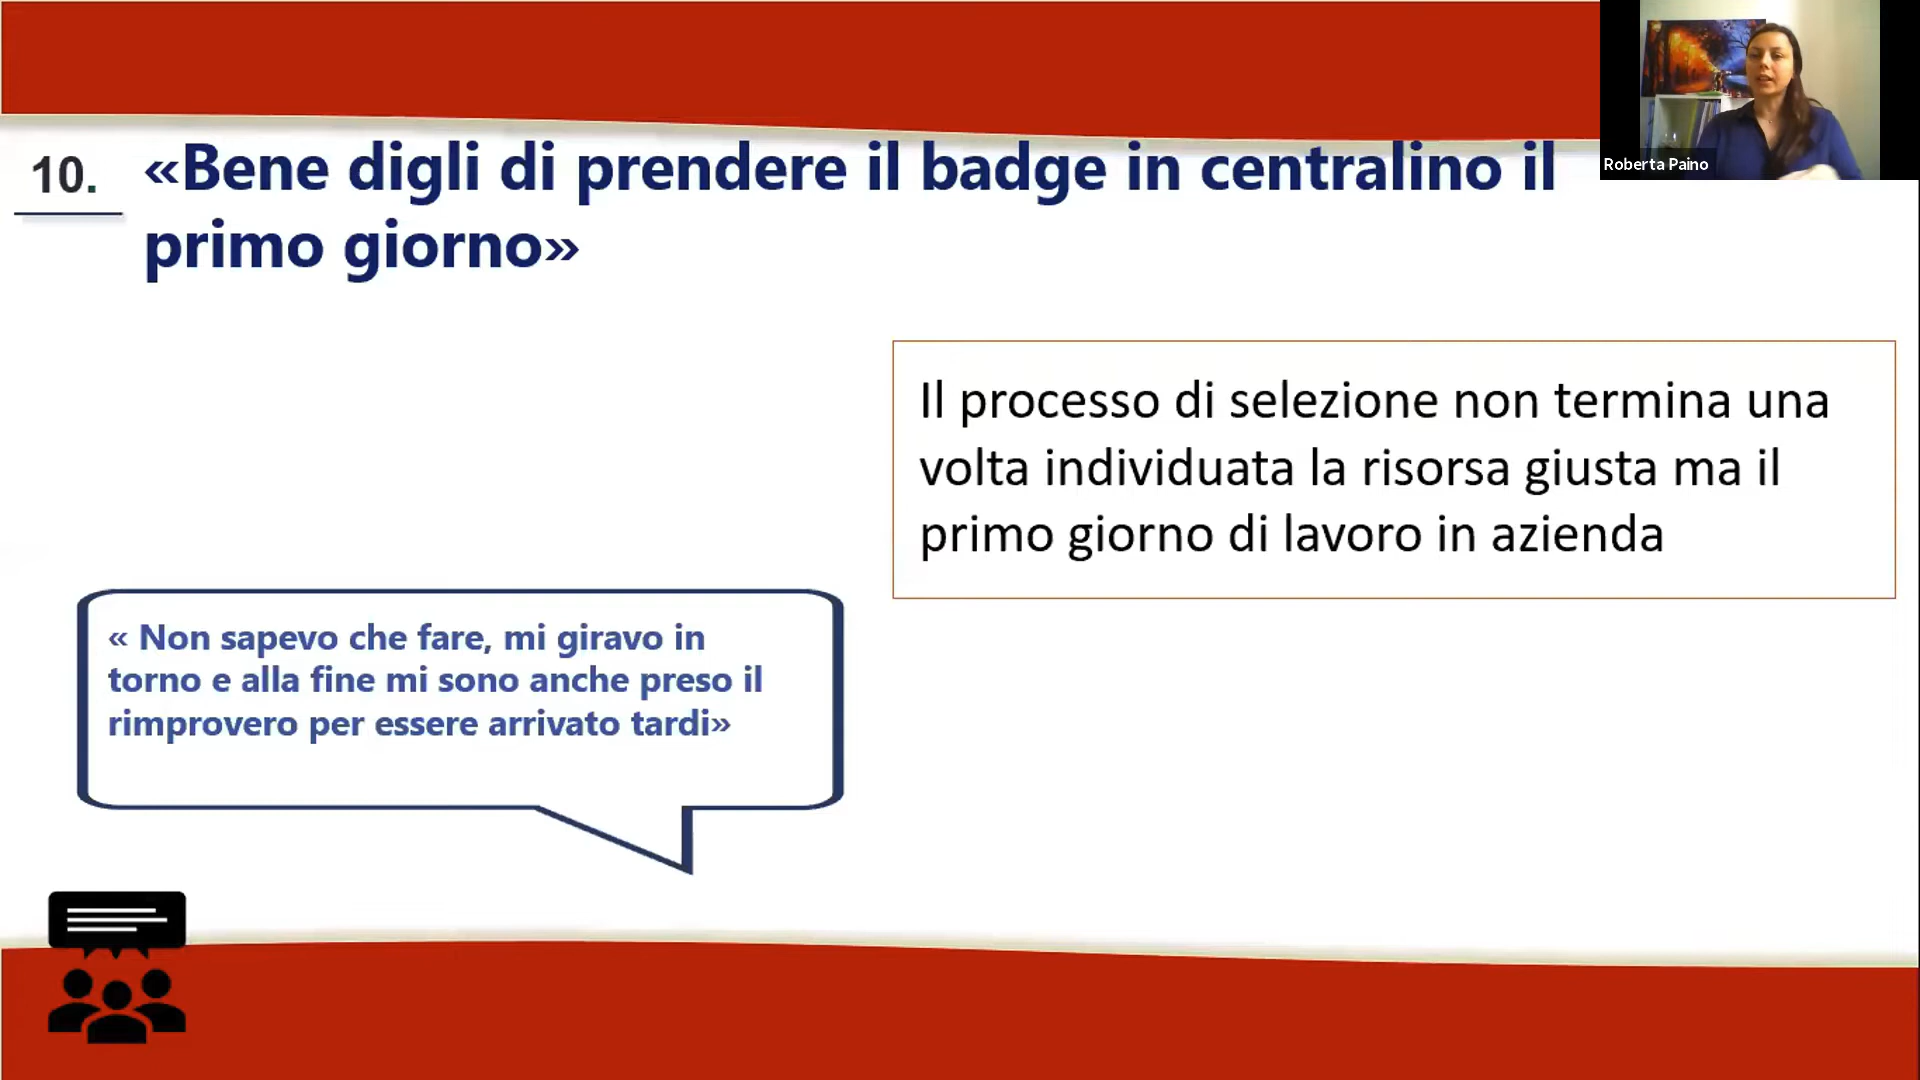 10.
«Bene digli di prendere il badge in centralino il
primo giorno»
Roberta Paino
Il processo di selezione non termina una
volta individuata la risorsa giusta ma il
primo giorno di lavoro in azienda
« Non sapevo che fare, mi giravo in
torno e alla fine mi sono anche preso il
rimprovero per essere arrivato tardi»